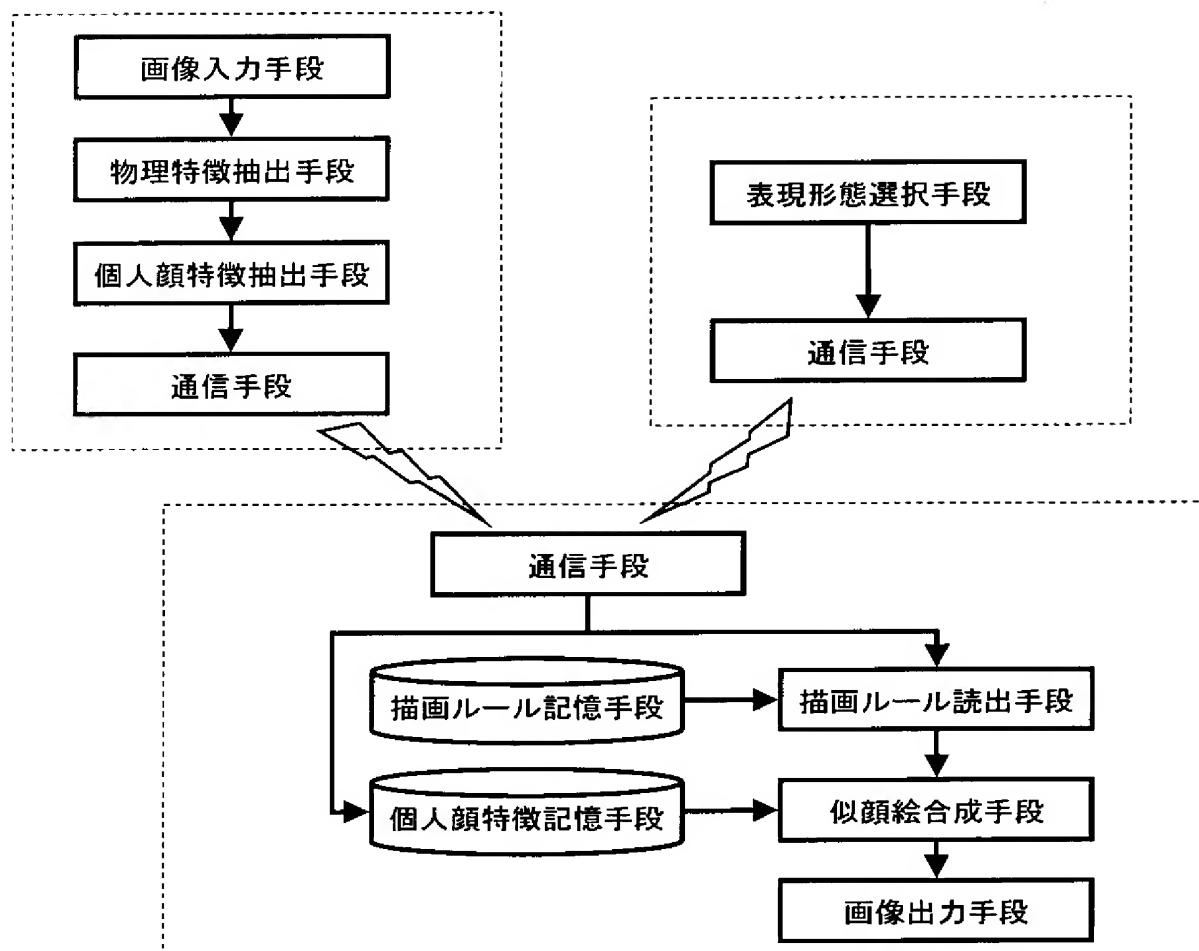 画像入力手段
物理特徴抽出手段
個人顔特徴抽出手段
通信手段
表現形態選択手段
通信手段
通信手段
描画ルール記憶手段
描画ルール読出手段
個人顔特徴記憶手段
似顔絵合成手段
画像出力手段